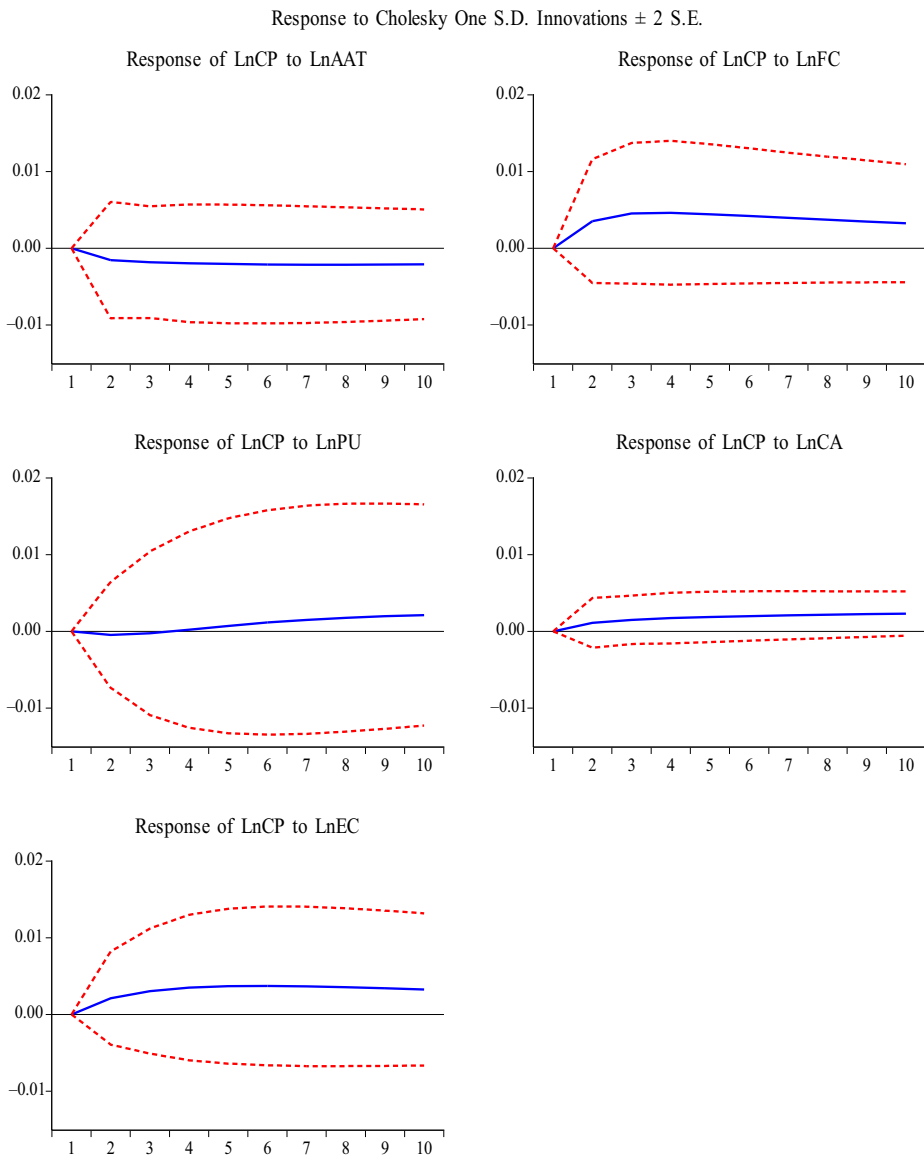 Response to Cholesky One S.D. Innovations ± 2 S.E.
Response of LnCP to LnAAT
0.02
0.01
0.00
–0.01
1 2 3 4 5 6 7 8 9 10
Response of LnCP to LnFC
0.02
0.01
0.00
–0.01
1 2 3 4 5 6 7 8 9 10
Response of LnCP to LnPU
0.02
0.01
0.00
–0.01
1 2 3 4 5 6 7 8 9 10
Response of LnCP to LnCA
0.02
0.01
0.00
–0.01
1 2 3 4 5 6 7 8 9 10
Response of LnCP to LnEC
0.02
0.01
0.00
–0.01
1 2 3 4 5 6 7 8 9 10